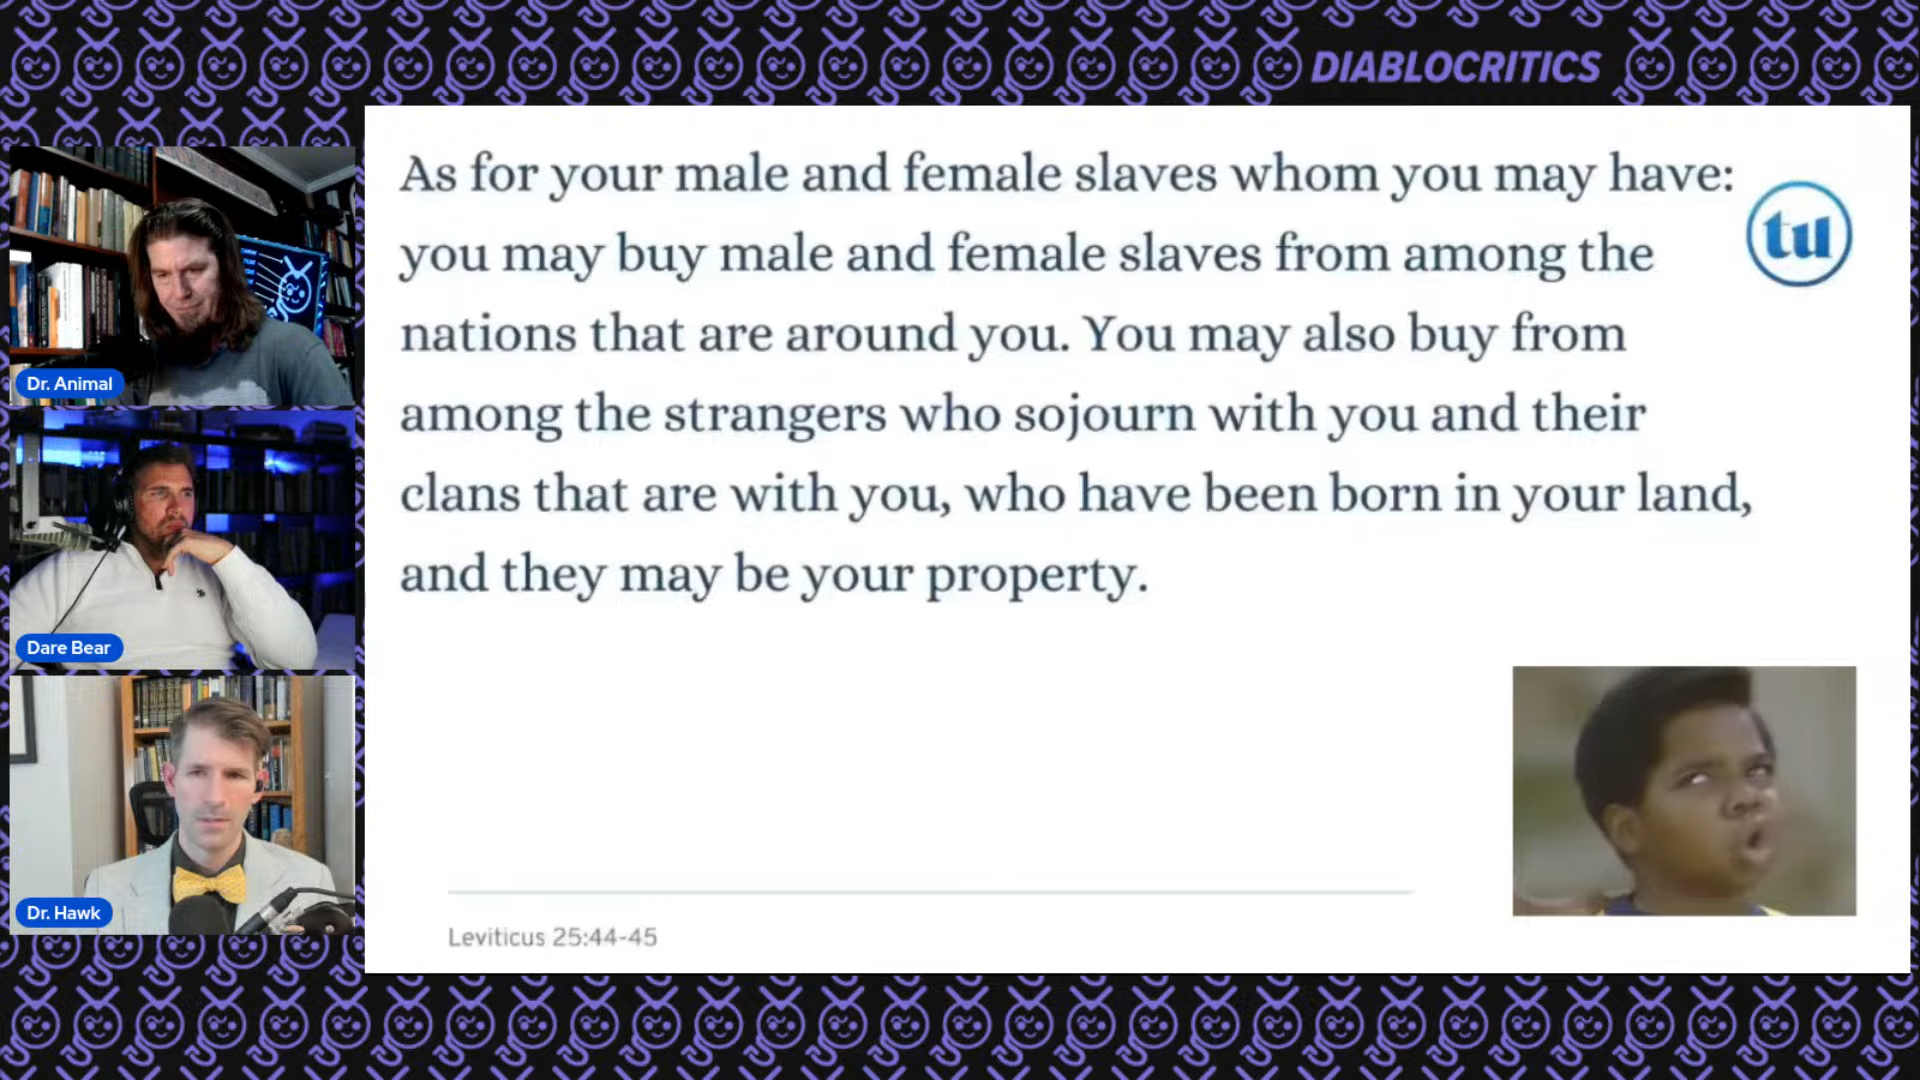 DIABLOCRITICS
As for your male and female slaves whom you may have:
you may buy male and female slaves from among the
nations that are around you. You may also buy from
among the strangers who sojourn with you and their
clans that are with you, who have been born in your land,
and they may be your property.
tu
Dr. Animal
Dare Bear
Dr. Hawk
Leviticus 25:44-45